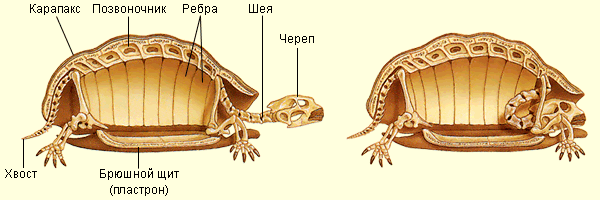 Карапакс
Позвоночник
Ребра
Шея
Череп
Хвост
Брюшной щит
(пластрон)